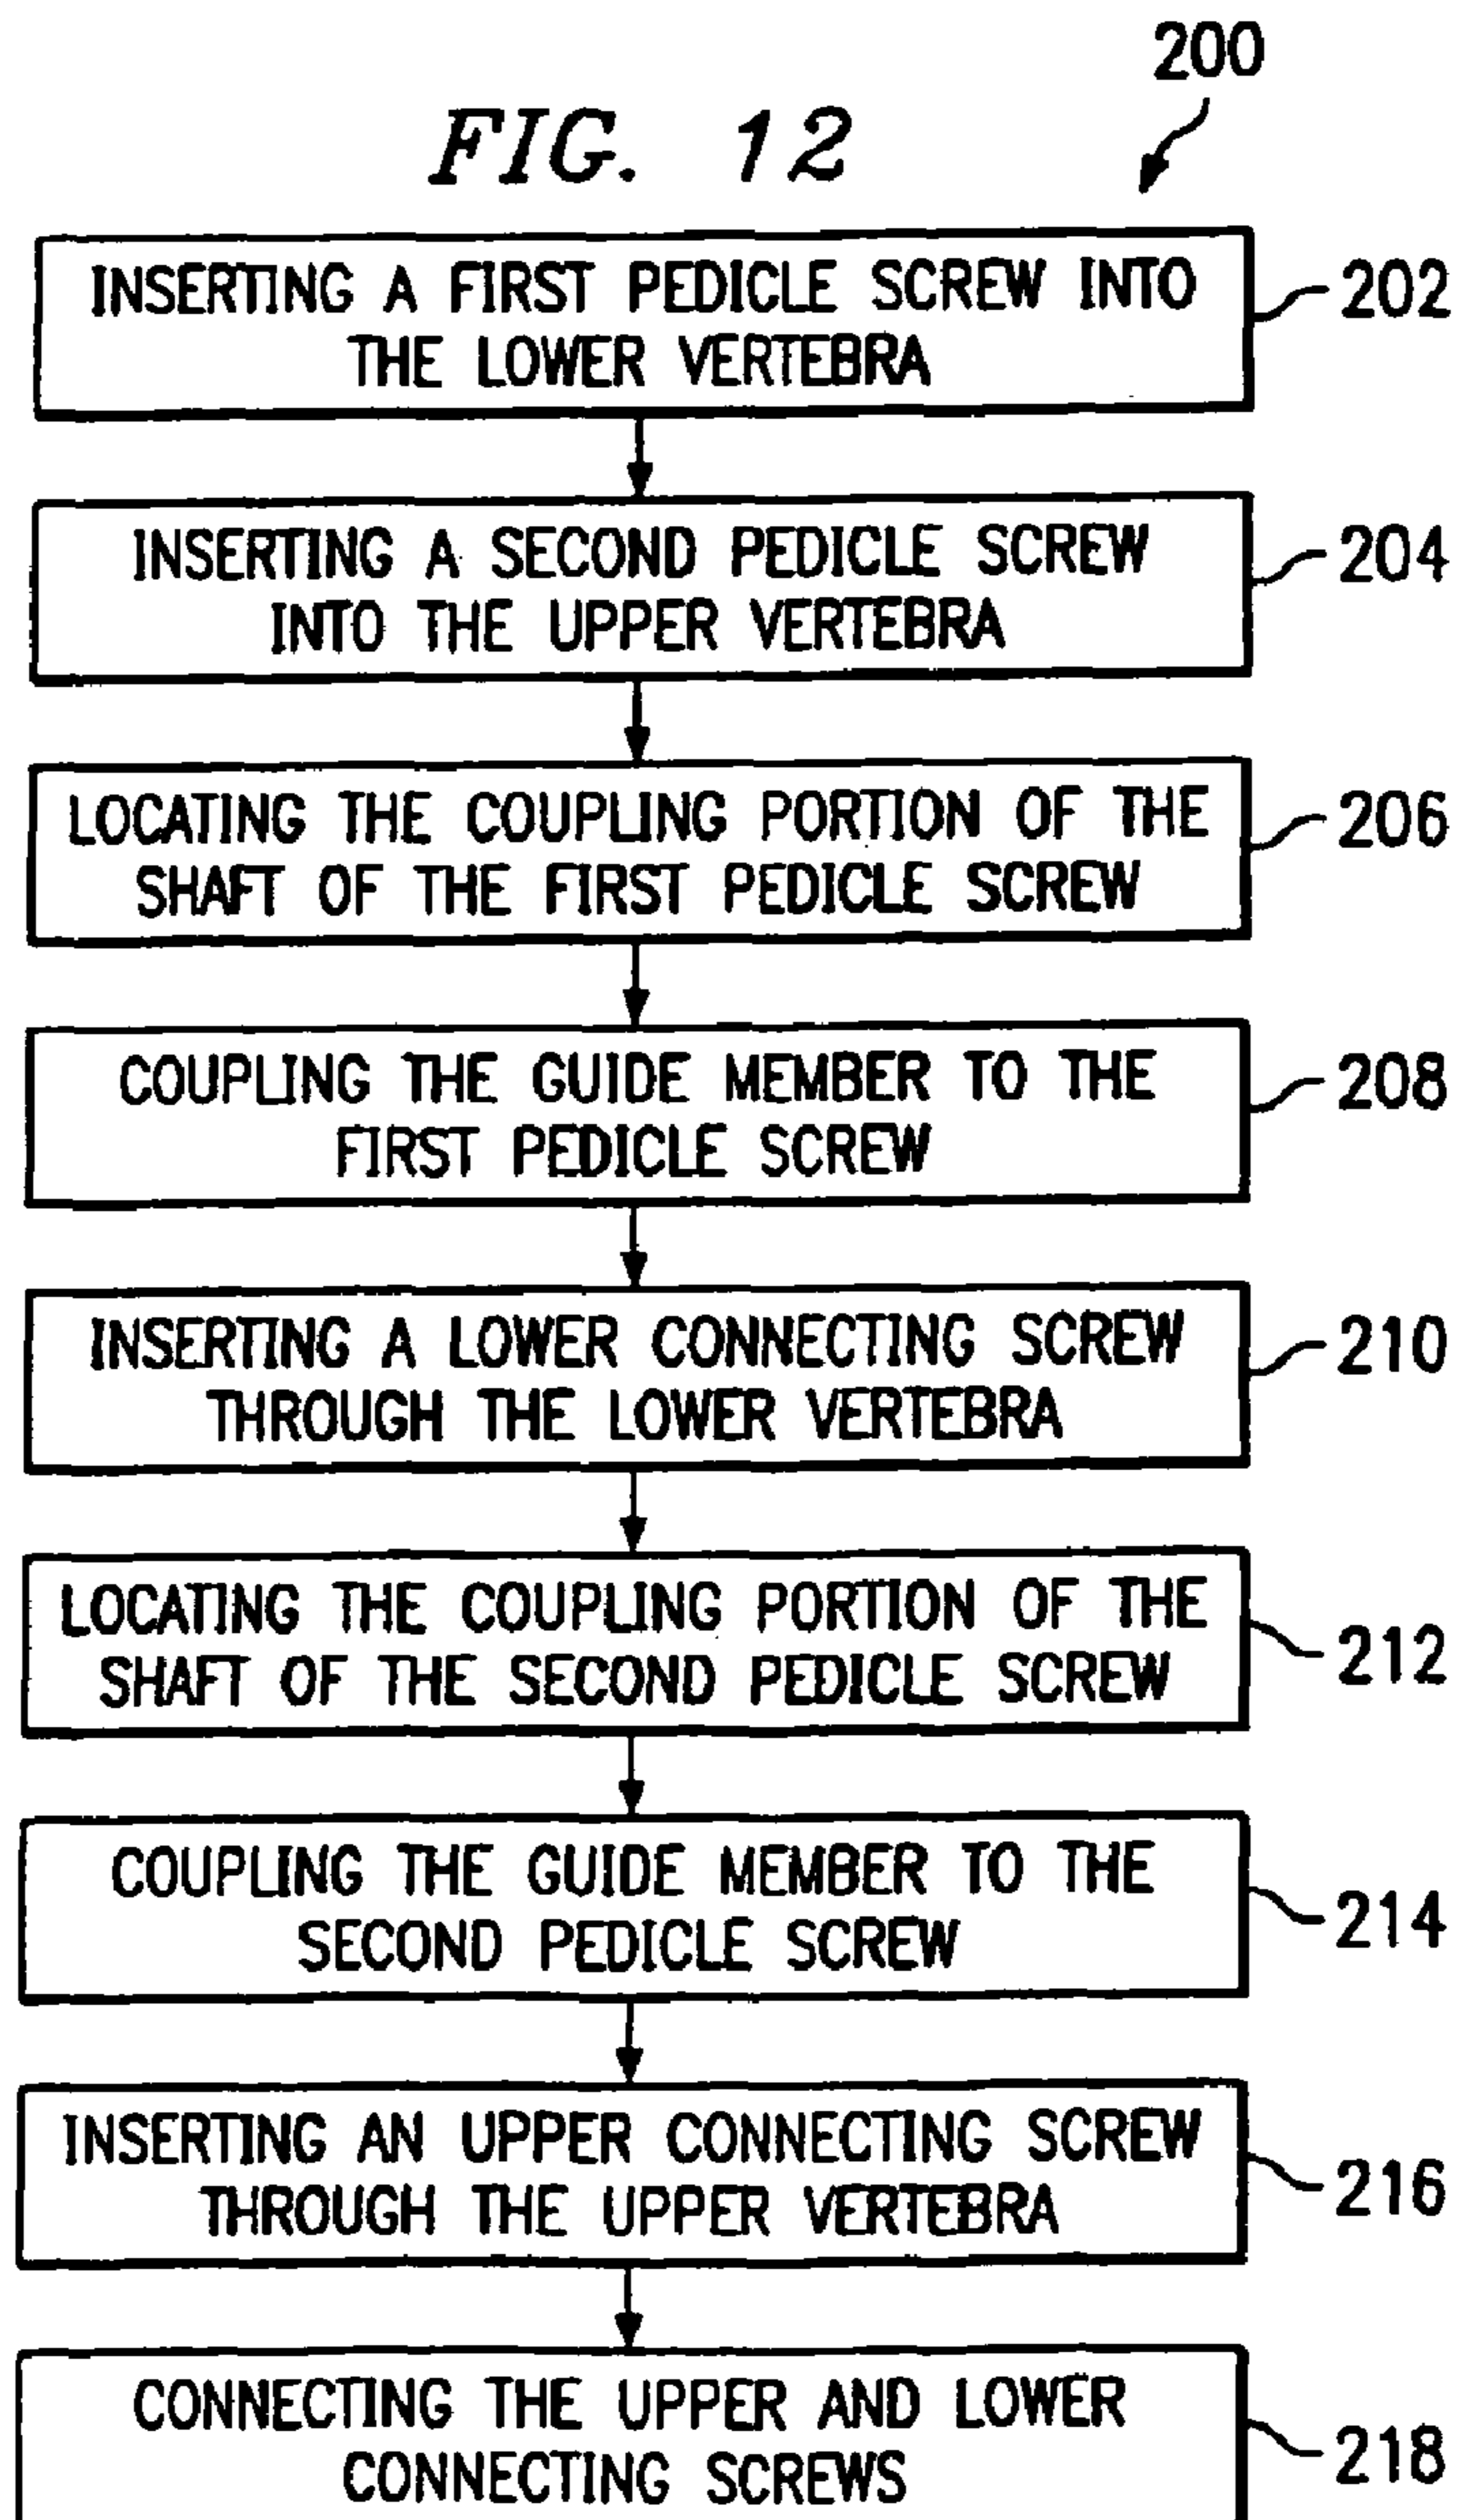 200
FIG. 12
INSERTING A FIRST PEDICLE SCREW INTO
THE LOWER VERTEBRA
202
INSERTING A SECOND PEDICLE SCREW
INTO THE UPPER VERTEBRA
204
LOCATING THE COUPLING PORTION OF THE
SHAFT OF THE FIRST PEDICLE SCREW
206
COUPLING THE GUIDE MEMBER TO THE
FIRST PEDICLE SCREW
208
INSERTING A LOWER CONNECTING SCREW
THROUGH THE LOWER VERTEBRA
210
LOCATING THE COUPLING PORTION OF THE
SHAFT OF THE SECOND PEDICLE SCREW
212
COUPLING THE GUIDE MEMBER TO THE
SECOND PEDICLE SCREW
214
INSERTING AN UPPER CONNECTING SCREW
THROUGH THE UPPER VERTEBRA
216
CONNECTING THE UPPER AND LOWER
CONNECTING SCREWS
218